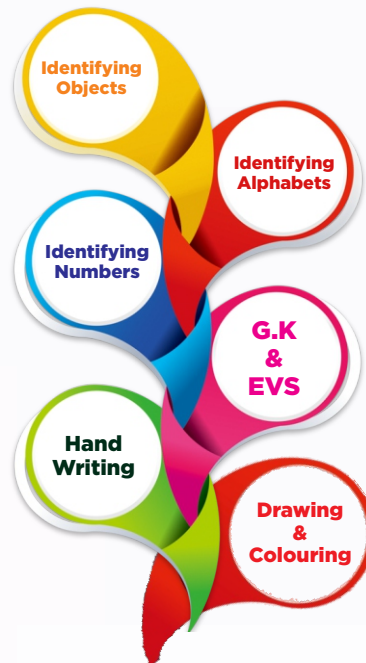 Identifying
Objects
Identifying
Alphabets
Identifying
Numbers
G.K
&
EVS
Hand
Writing
Drawing
&
Colouring